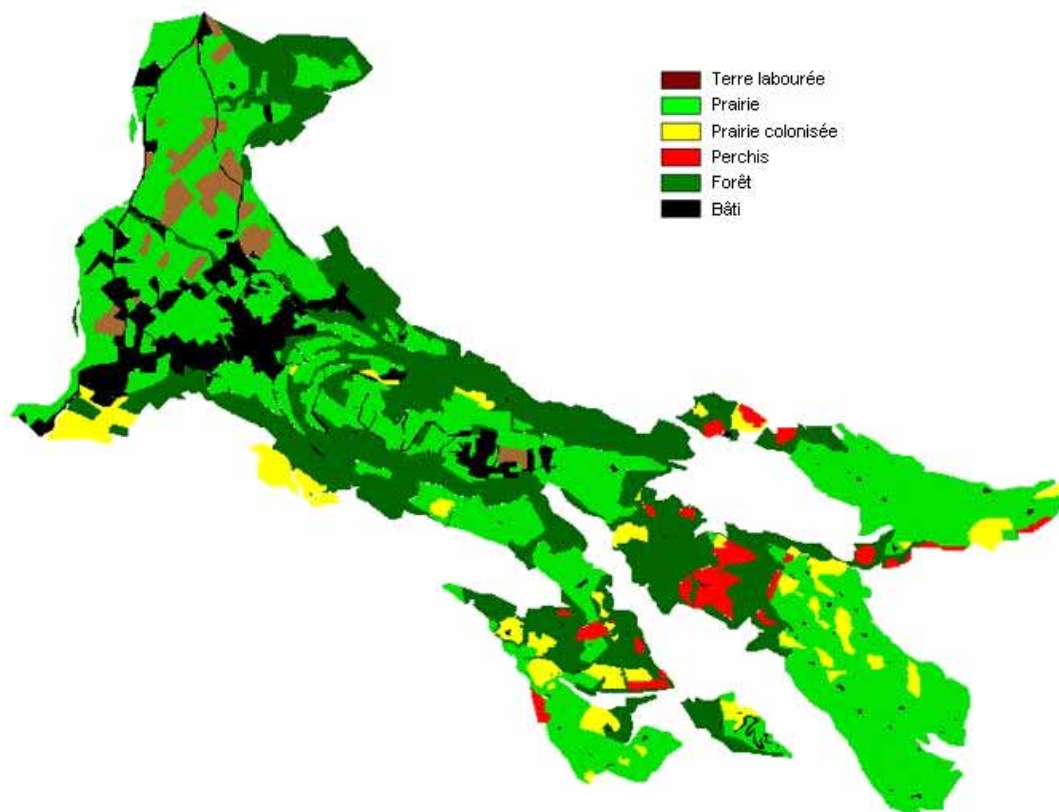 Terre labourée
Prairie
Prairie colonisée
Perchis
Forêt
Bâti